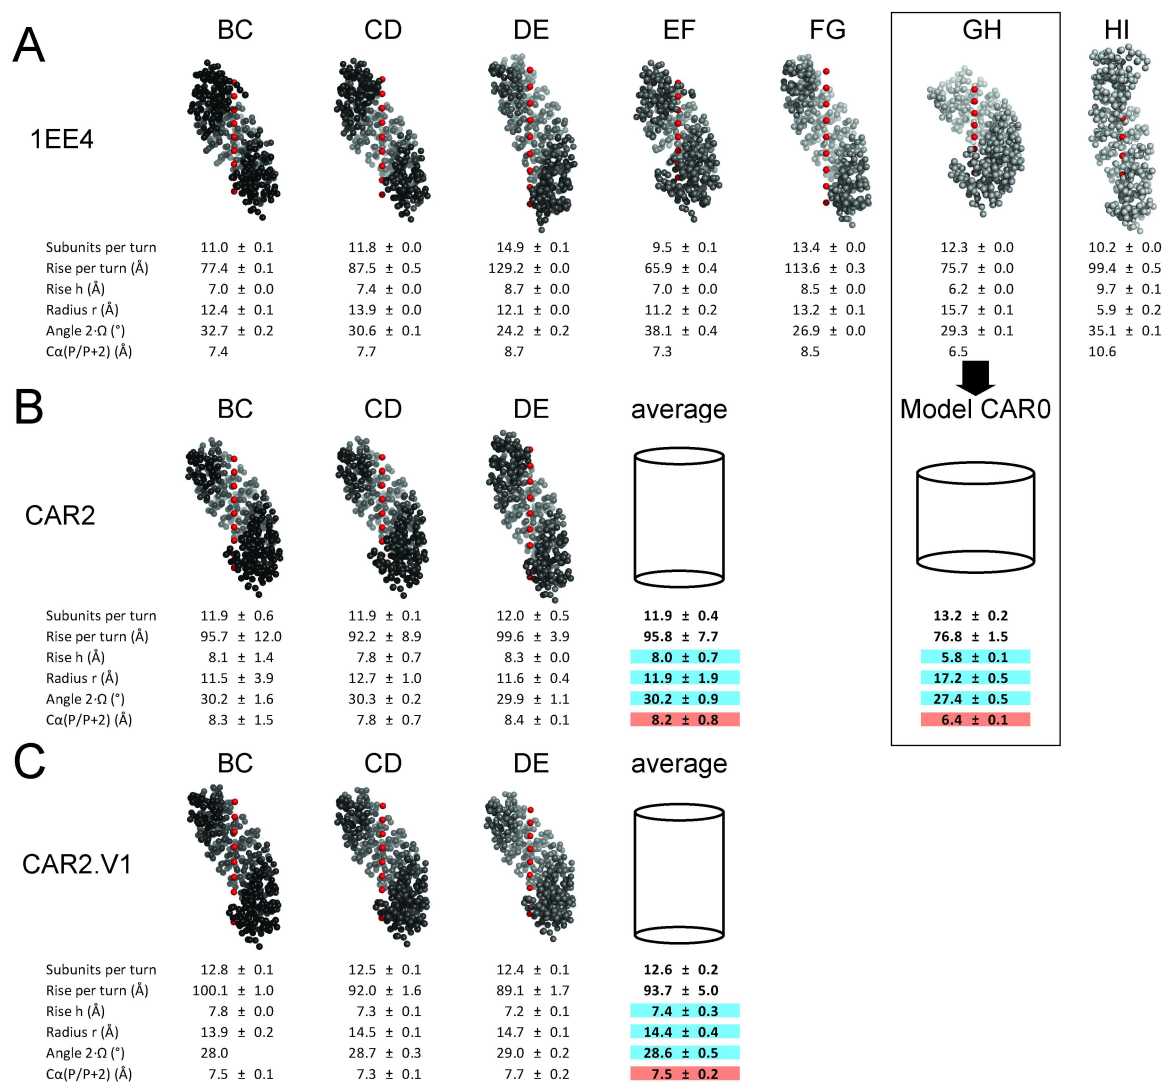 A BC CD DE EF FG GH HI
1EE4
Subunits per turn 11.0 ± 0.1 11.8 ± 0.0 14.9 ± 0.1 9.5 ± 0.1 13.4 ± 0.0 12.3 ± 0.0 10.2 ± 0.0
Rise per turn (Å) 77.4 ± 0.1 87.5 ± 0.5 129.2 ± 0.0 65.9 ± 0.4 113.6 ± 0.3 75.7 ± 0.0 99.4 ± 0.5
Rise h (Å) 7.0 ± 0.0 7.4 ± 0.0 8.7 ± 0.0 7.0 ± 0.0 8.5 ± 0.0 6.2 ± 0.0 9.7 ± 0.1
Radius r (Å) 12.4 ± 0.1 13.9 ± 0.0 12.1 ± 0.0 11.2 ± 0.2 13.2 ± 0.1 15.7 ± 0.1 5.9 ± 0.2
Angle 2·Ω (°) 32.7 ± 0.2 30.6 ± 0.1 24.2 ± 0.2 38.1 ± 0.4 26.9 ± 0.0 29.3 ± 0.1 35.1 ± 0.1
Cα(P/P+2) (Å) 7.4 7.7 8.7 7.3 8.5 6.5 10.6
B BC CD DE average Model CAR0
CAR2
Subunits per turn 11.9 ± 0.6 11.9 ± 0.1 12.0 ± 0.5 11.9 ± 0.4 13.2 ± 0.2
Rise per turn (Å) 95.7 ± 12.0 92.2 ± 8.9 99.6 ± 3.9 95.8 ± 7.7 76.8 ± 1.5
Rise h (Å) 8.1 ± 1.4 7.8 ± 0.7 8.3 ± 0.0 8.0 ± 0.7 5.8 ± 0.1
Radius r (Å) 11.5 ± 3.9 12.7 ± 1.0 11.6 ± 0.4 11.9 ± 1.9 17.2 ± 0.5
Angle 2·Ω (°) 30.2 ± 1.6 30.3 ± 0.2 29.9 ± 1.1 30.2 ± 0.9 27.4 ± 0.5
Cα(P/P+2) (Å) 8.3 ± 1.5 7.8 ± 0.7 8.4 ± 0.1 8.2 ± 0.8 6.4 ± 0.1
C BC CD DE average
CAR2.V1
Subunits per turn 12.8 ± 0.1 12.5 ± 0.1 12.4 ± 0.1 12.6 ± 0.2
Rise per turn (Å) 100.1 ± 1.0 92.0 ± 1.6 89.1 ± 1.7 93.7 ± 5.0
Rise h (Å) 7.8 ± 0.0 7.3 ± 0.1 7.2 ± 0.1 7.4 ± 0.3
Radius r (Å) 13.9 ± 0.2 14.5 ± 0.1 14.7 ± 0.1 14.4 ± 0.4
Angle 2·Ω (°) 28.0 28.7 ± 0.3 29.0 ± 0.2 28.6 ± 0.5
Cα(P/P+2) (Å) 7.5 ± 0.1 7.3 ± 0.1 7.7 ± 0.2 7.5 ± 0.2